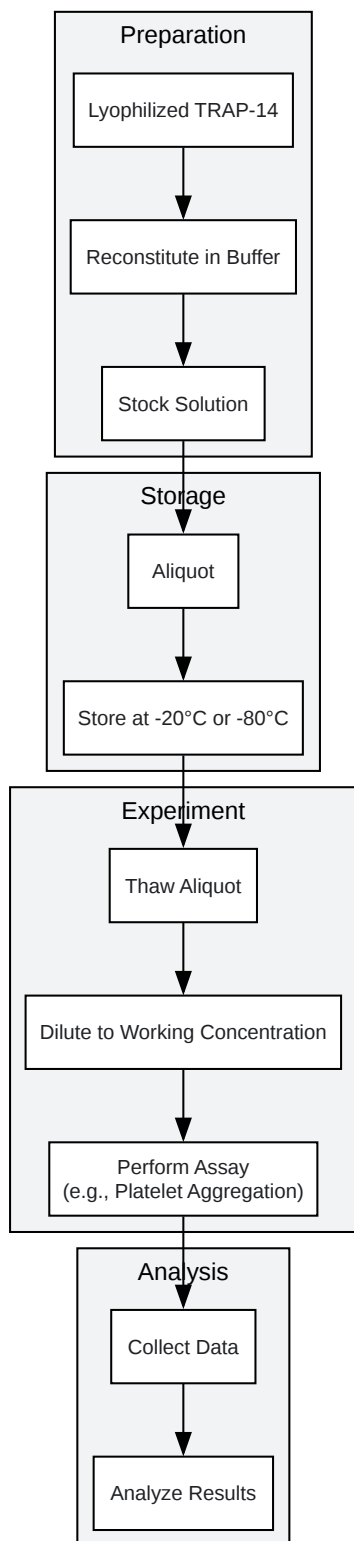 Preparation
Lyophilized TRAP-14
Reconstitute in Buffer
Stock Solution
Storage
Aliquot
Store at -20°C or -80°C
Experiment
Thaw Aliquot
Dilute to Working Concentration
Perform Assay
(e.g., Platelet Aggregation)
Analysis
Collect Data
Analyze Results